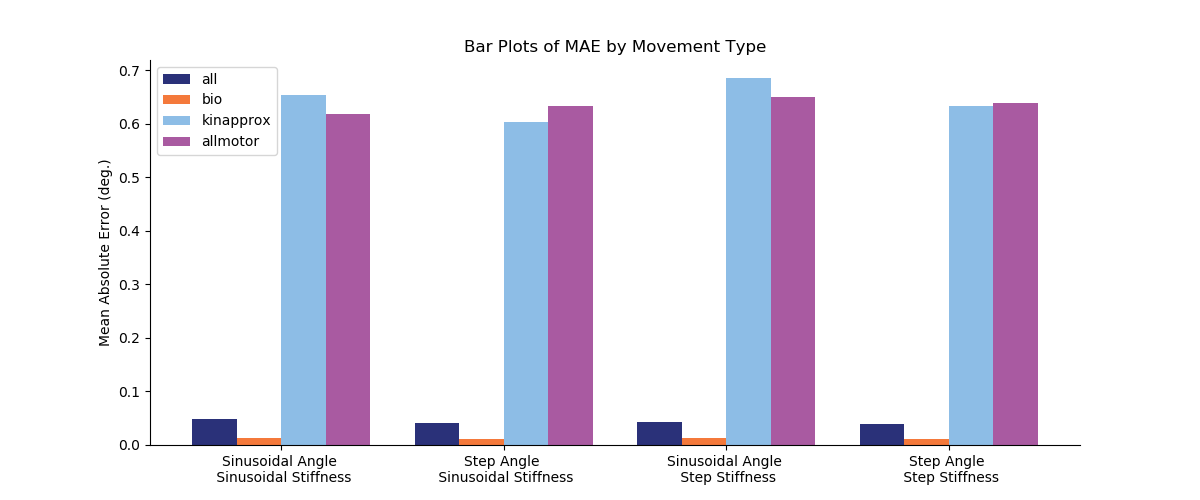 Bar Plots of MAE by Movement Type
all
bio
kinapprox
allmotor
Mean Absolute Error (deg.)
0.7
0.6
0.5
0.4
0.3
0.2
0.1
0.0
Sinusoidal Angle
Sinusoidal Stiffness
Step Angle
Sinusoidal Stiffness
Sinusoidal Angle
Step Stiffness
Step Angle
Step Stiffness